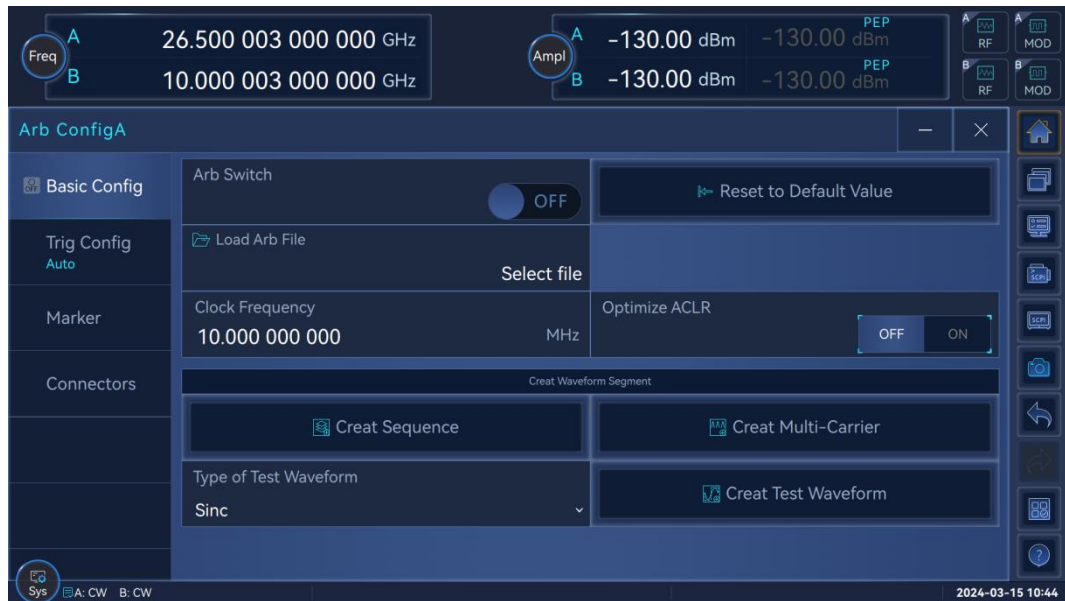 Freq
A 26.500 003 000 000 GHz
B 10.000 003 000 000 GHz
Ampl
PEP
A -130.00 dBm -130.00 dBm
PEP
B -130.00 dBm -130.00 dBm
A RF
A MOD
B RF
B MOD
Arb ConfigA
OFF Basic Config
Trig Config
Auto
Marker
Connectors
Arb Switch
OFF
Reset to Default Value
Load Arb File
Select file
Clock Frequency
10.000 000 000 MHz
Optimize ACLR
OFF ON
Creat Waveform Segment
Creat Sequence
Creat Multi-Carrier
Type of Test Waveform
Sinc
Creat Test Waveform
SCPI
SCPI
?
Sys
A: CW B: CW
2024-03-15 10:44